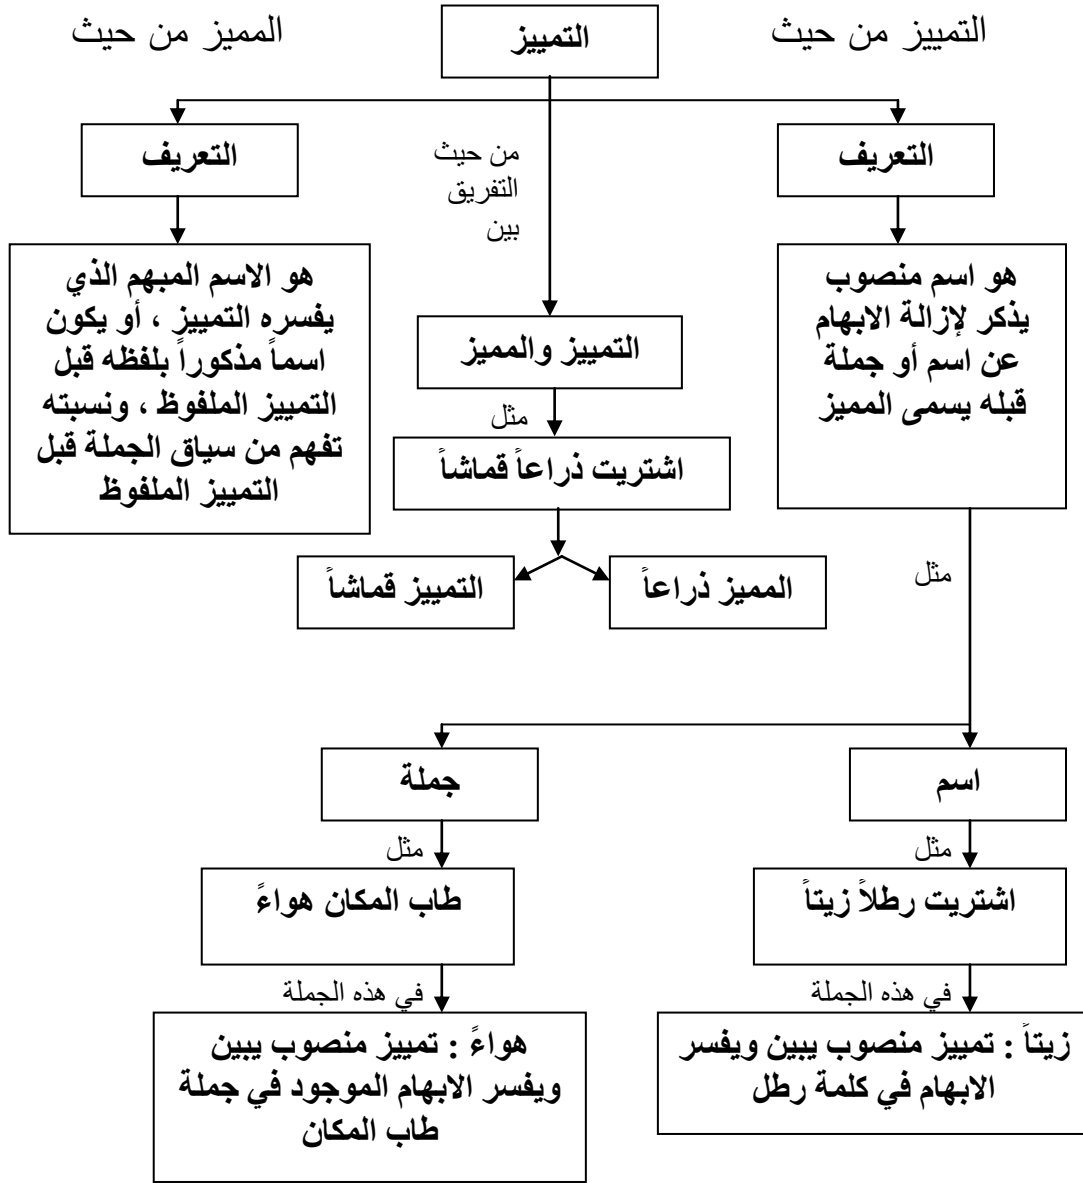 التمييز من حيث
التمييز
المميز من حيث
التعريف
من حيث
التفريق
بين
التعريف
هو اسم منصوب
يذكر لإزالة الابهام
عن اسم أو جملة
قبله يسمى المميز
هو الاسم المبهم الذي
يفسره التمييز ، أو يكون
اسماً مذكوراً بلفظه قبل
التمييز الملفوظ ، ونسبته
تفهم من سياق الجملة قبل
التمييز الملفوظ
التمييز والمميز
مثل
اشتريت ذراعاً قماشاً
المميز ذراعاً
التمييز قماشاً
مثل
اسم
جملة
مثل
مثل
اشتريت رطلاً زيتاً
طاب المكان هواءً
في هذه الجملة
في هذه الجملة
زيتاً : تمييز منصوب يبين ويفسر
الابهام في كلمة رطل
هواءً : تمييز منصوب يبين
ويفسر الابهام الموجود في جملة
طاب المكان